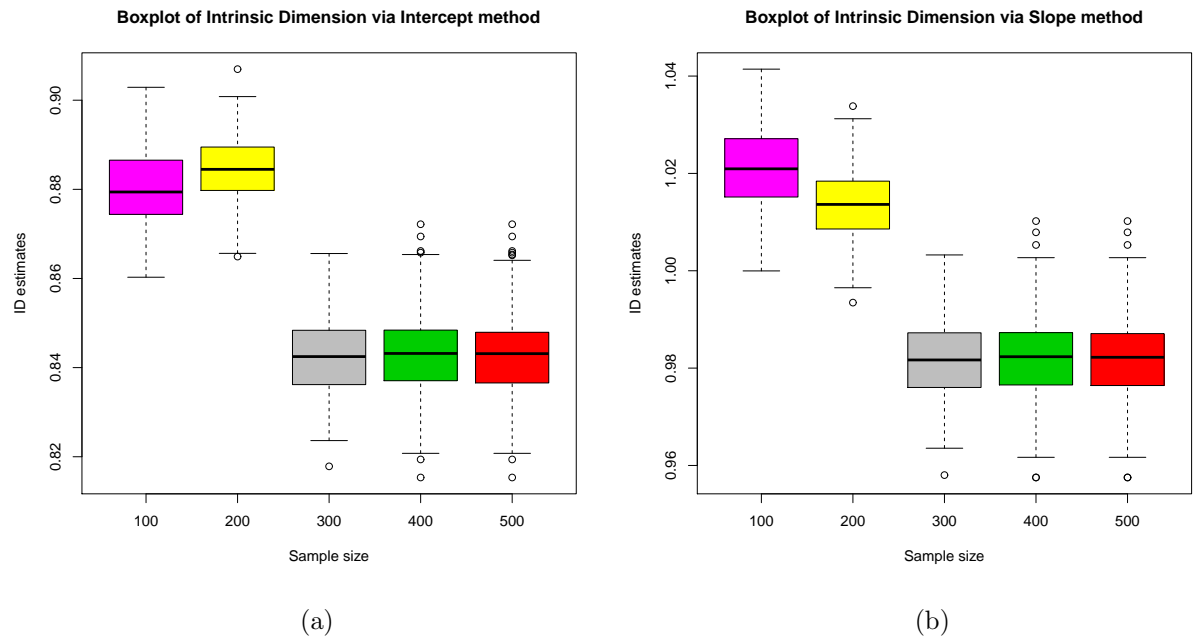 Boxplot of Intrinsic Dimension via Intercept method
ID estimates
0.90
0.88
0.86
0.84
0.82
100 200 300 400 500
Sample size
(a)
Boxplot of Intrinsic Dimension via Slope method
ID estimates
1.04
1.02
1.00
0.98
0.96
100 200 300 400 500
Sample size
(b)